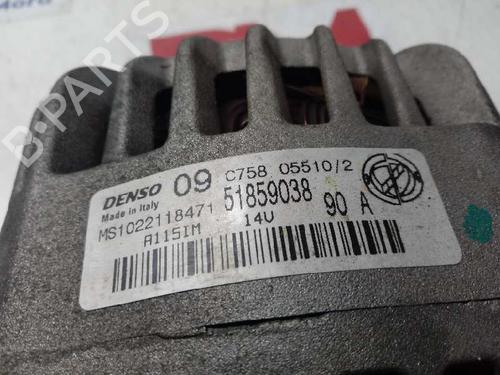 B-PARTS
DENSO 09 C758 05510/2
Made in Italy 51859038
MS1022118471 90 A
A115IM 14V